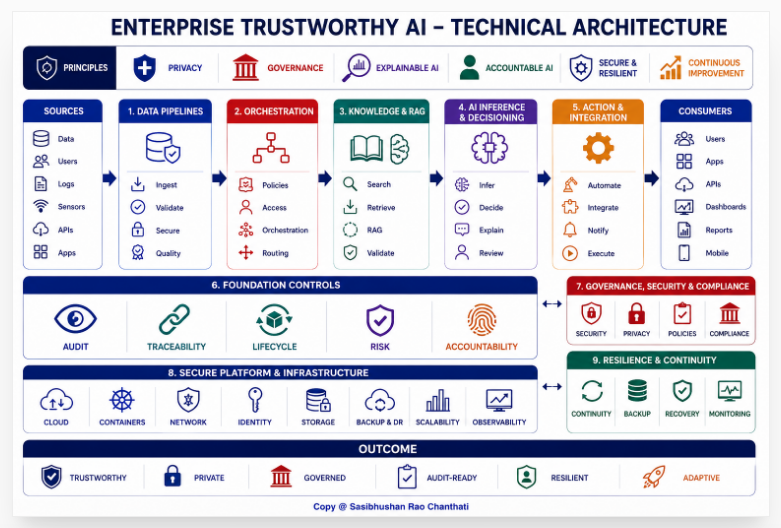 ENTERPRISE TRUSTWORTHY AI – TECHNICAL ARCHITECTURE
PRINCIPLES
PRIVACY
GOVERNANCE
EXPLAINABLE AI
ACCOUNTABLE AI
SECURE &
RESILIENT
CONTINUOUS
IMPROVEMENT
SOURCES
Data
Users
Logs
Sensors
APIs
Apps
1. DATA PIPELINES
Ingest
Validate
Secure
Quality
2. ORCHESTRATION
Policies
Access
Orchestration
Routing
3. KNOWLEDGE & RAG
Search
Retrieve
RAG
Validate
4. AI INFERENCE
& DECISIONING
Infer
Decide
Explain
Review
5. ACTION &
INTEGRATION
Automate
Integrate
Notify
Execute
CONSUMERS
Users
Apps
APIs
Dashboards
Reports
Mobile
6. FOUNDATION CONTROLS
AUDIT
TRACEABILITY
LIFECYCLE
RISK
ACCOUNTABILITY
7. GOVERNANCE, SECURITY & COMPLIANCE
SECURITY
PRIVACY
POLICIES
COMPLIANCE
8. SECURE PLATFORM & INFRASTRUCTURE
CLOUD
CONTAINERS
NETWORK
IDENTITY
STORAGE
BACKUP & DR
SCALABILITY
OBSERVABILITY
9. RESILIENCE & CONTINUITY
CONTINUITY
BACKUP
RECOVERY
MONITORING
OUTCOME
TRUSTWORTHY
PRIVATE
GOVERNED
AUDIT-READY
RESILIENT
ADAPTIVE
Copy @ Sasibhushan Rao Chanthati